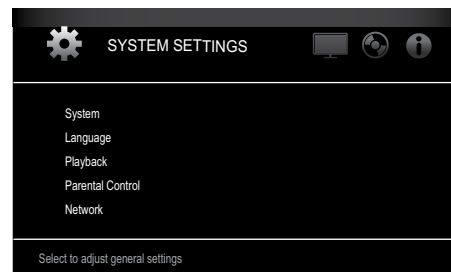 SYSTEM SETTINGS
System
Language
Playback
Parental Control
Network
Select to adjust general settings